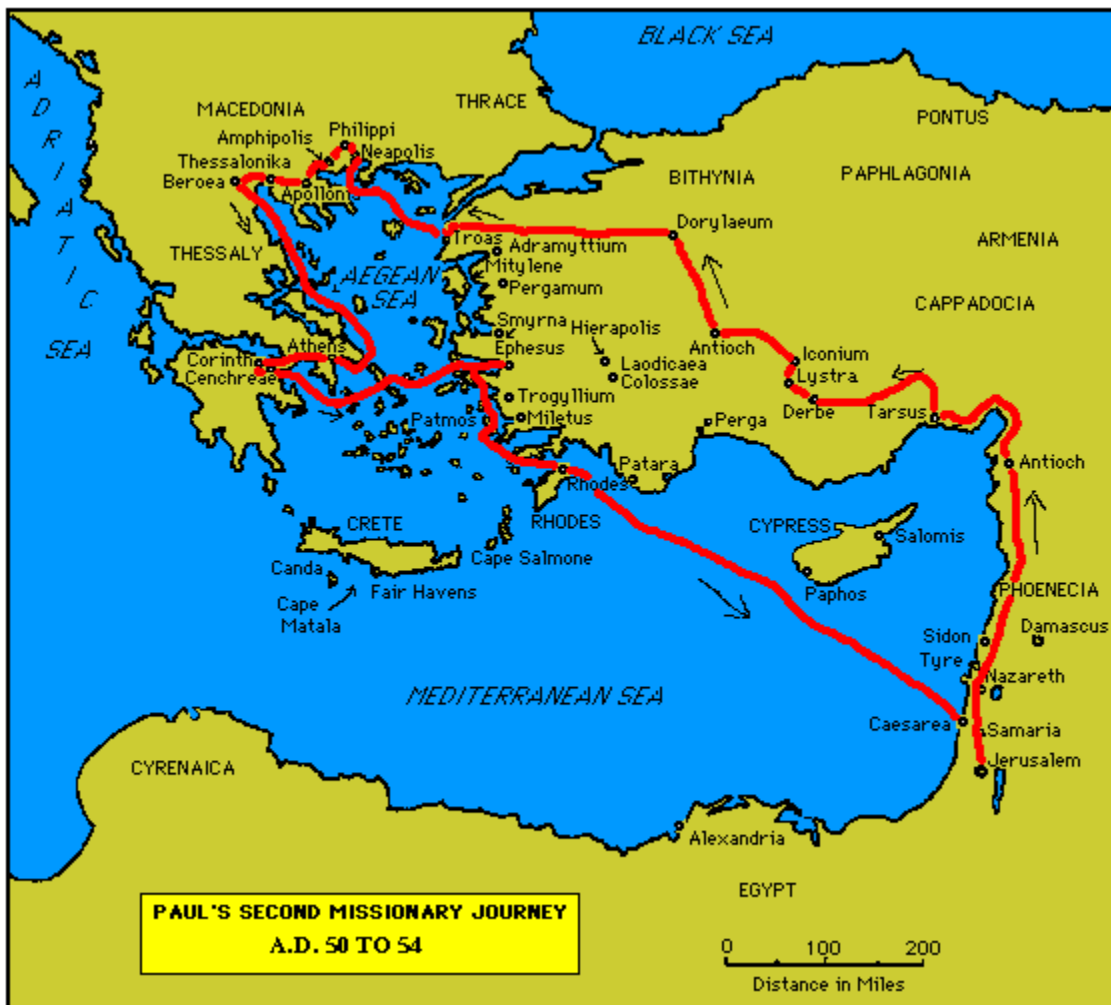 BLACK SEA
ADRIATIC
SEA
MACEDONIA
THRACE
PONTUS
Amphipolis
Philippi
Neapolis
Thessalonika
Beroea
Apollonia
BITHYNIA
PAPHLAGONIA
Dorylaeum
ARMENIA
THESSALY
Troas
Adramyttium
Mitylene
Pergamum
AEGEAN
SEA
CAPPADOCIA
Smyrna
Hierapolis
Ephesus
Antioch
Iconium
Lystra
Laodicaea
Colossae
Athens
Corinth
Cenchreae
Trogyllium
Miletus
Patmos
Derbe
Tarsus
Perga
Antioch
Patara
Rhodes
RHODES
CRETE
Cape Salmone
CYPRESS
Salomis
Canda
Fair Havens
Cape
Matala
Paphos
PHOENECIA
Sidon
Damascus
Tyre
Nazareth
MEDITERRANEAN SEA
Caesarea
Samaria
Jerusalem
CYRENAICA
Alexandria
EGYPT
PAUL'S SECOND MISSIONARY JOURNEY
A.D. 50 TO 54
0 100 200
Distance in Miles